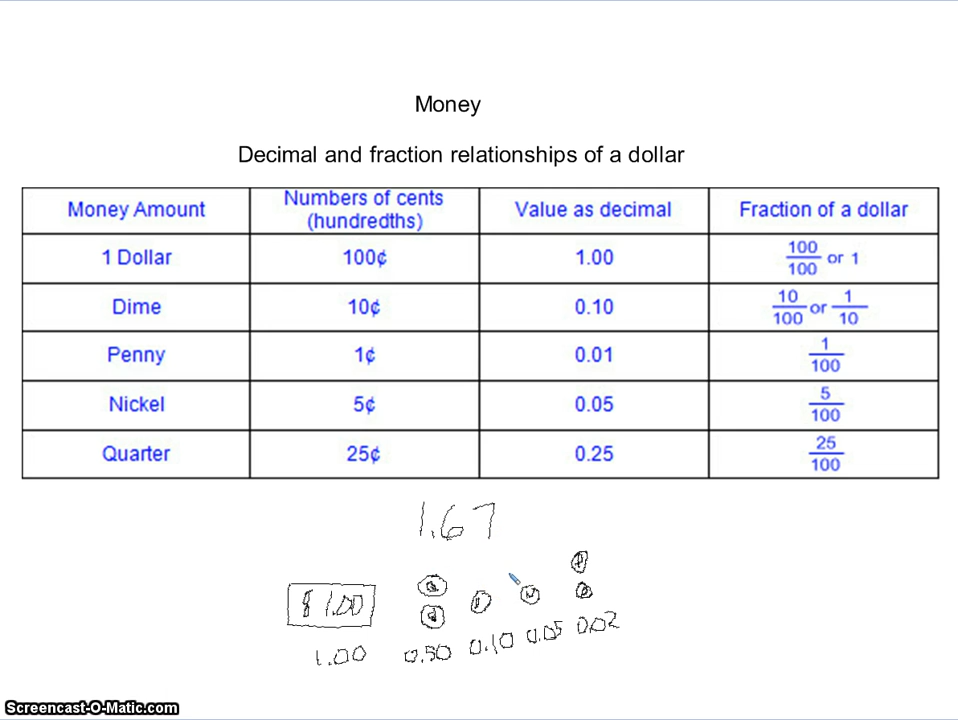 Money
Decimal and fraction relationships of a dollar
Money Amount Numbers of cents (hundredths) Value as decimal Fraction of a dollar
1 Dollar 100¢ 1.00 100/100 or 1
Dime 10¢ 0.10 10/100 or 1/10
Penny 1¢ 0.01 1/100
Nickel 5¢ 0.05 5/100
Quarter 25¢ 0.25 25/100
1.67
$1.00
1.00 0.50 0.10 0.05 0.02
Screencast-O-Matic.com